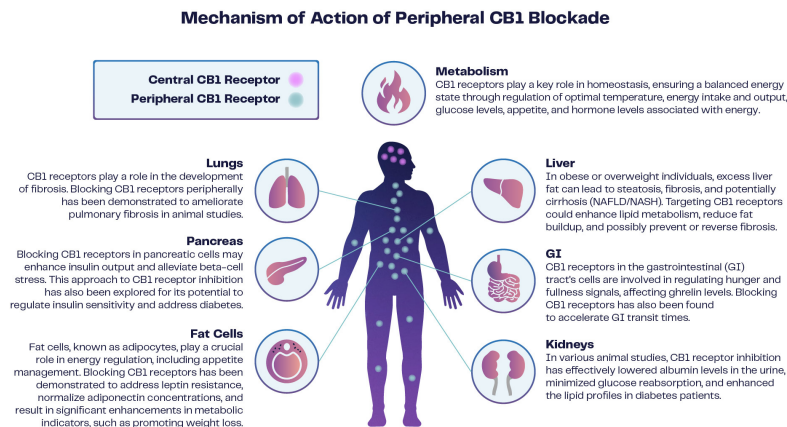 Mechanism of Action of Peripheral CB1 Blockade
Central CB1 Receptor
Peripheral CB1 Receptor
Metabolism
CB1 receptors play a key role in homeostasis, ensuring a balanced energy
state through regulation of optimal temperature, energy intake and output,
glucose levels, appetite, and hormone levels associated with energy.
Lungs
CB1 receptors play a role in the development
of fibrosis. Blocking CB1 receptors peripherally
has been demonstrated to ameliorate
pulmonary fibrosis in animal studies.
Pancreas
Blocking CB1 receptors in pancreatic cells may
enhance insulin output and alleviate beta-cell
stress. This approach to CB1 receptor inhibition
has also been explored for its potential to
regulate insulin sensitivity and address diabetes.
Fat Cells
Fat cells, known as adipocytes, play a crucial
role in energy regulation, including appetite
management. Blocking CB1 receptors has been
demonstrated to address leptin resistance,
normalize adiponectin concentrations, and
result in significant enhancements in metabolic
indicators, such as promoting weight loss.
Liver
In obese or overweight individuals, excess liver
fat can lead to steatosis, fibrosis, and potentially
cirrhosis (NAFLD/NASH). Targeting CB1 receptors
could enhance lipid metabolism, reduce fat
buildup, and possibly prevent or reverse fibrosis.
GI
CB1 receptors in the gastrointestinal (GI)
tract's cells are involved in regulating hunger and
fullness signals, affecting ghrelin levels. Blocking
CB1 receptors has also been found
to accelerate GI transit times.
Kidneys
In various animal studies, CB1 receptor inhibition
has effectively lowered albumin levels in the urine,
minimized glucose reabsorption, and enhanced
the lipid profiles in diabetes patients.